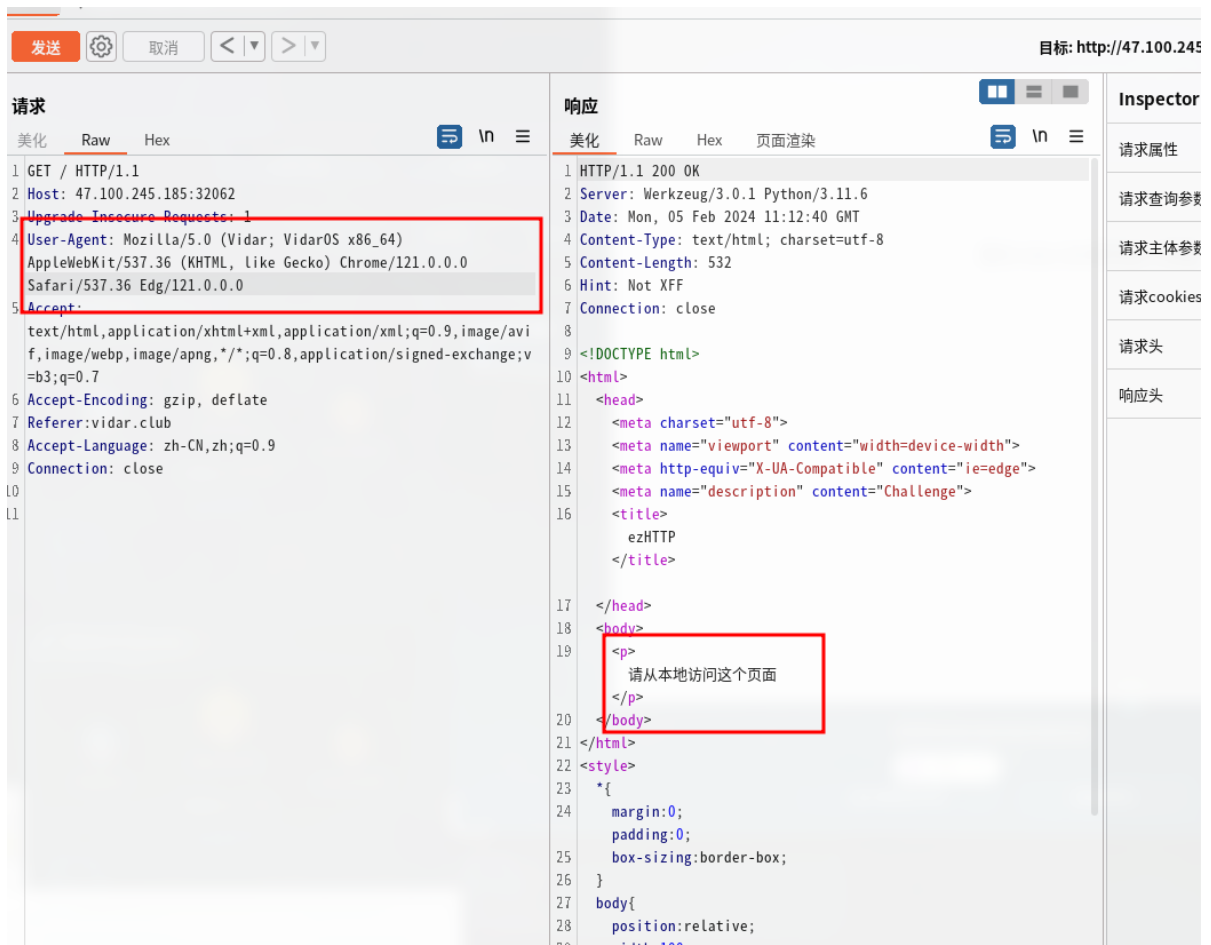 发送
取消
< ▼
> ▼
目标: http://47.100.245
请求
美化 Raw Hex
\n
1 GET / HTTP/1.1
2 Host: 47.100.245.185:32062
3 Upgrade-Insecure-Requests: 1
4 User-Agent: Mozilla/5.0 (Vidar; VidarOS x86_64)
AppleWebKit/537.36 (KHTML, like Gecko) Chrome/121.0.0.0
Safari/537.36 Edg/121.0.0.0
5 Accept:
text/html,application/xhtml+xml,application/xml;q=0.9,image/avi
f,image/webp,image/apng,*/*;q=0.8,application/signed-exchange;v
=b3;q=0.7
6 Accept-Encoding: gzip, deflate
7 Referer:vidar.club
8 Accept-Language: zh-CN,zh;q=0.9
9 Connection: close
10
11
响应
美化 Raw Hex 页面渲染
\n
1 HTTP/1.1 200 OK
2 Server: Werkzeug/3.0.1 Python/3.11.6
3 Date: Mon, 05 Feb 2024 11:12:40 GMT
4 Content-Type: text/html; charset=utf-8
5 Content-Length: 532
6 Hint: Not XFF
7 Connection: close
8
9 <!DOCTYPE html>
10 <html>
11 <head>
12 <meta charset="utf-8">
13 <meta name="viewport" content="width=device-width">
14 <meta http-equiv="X-UA-Compatible" content="ie=edge">
15 <meta name="description" content="Challenge">
16 <title>
ezHTTP
</title>
17 </head>
18 <body>
19 <p>
请从本地访问这个页面
</p>
20 </body>
21 </html>
22 <style>
23 *{
24 margin:0;
padding:0;
25 box-sizing:border-box;
26 }
27 body{
28 position:relative;
Inspector
请求属性
请求查询参数
请求主体参数
请求cookies
请求头
响应头